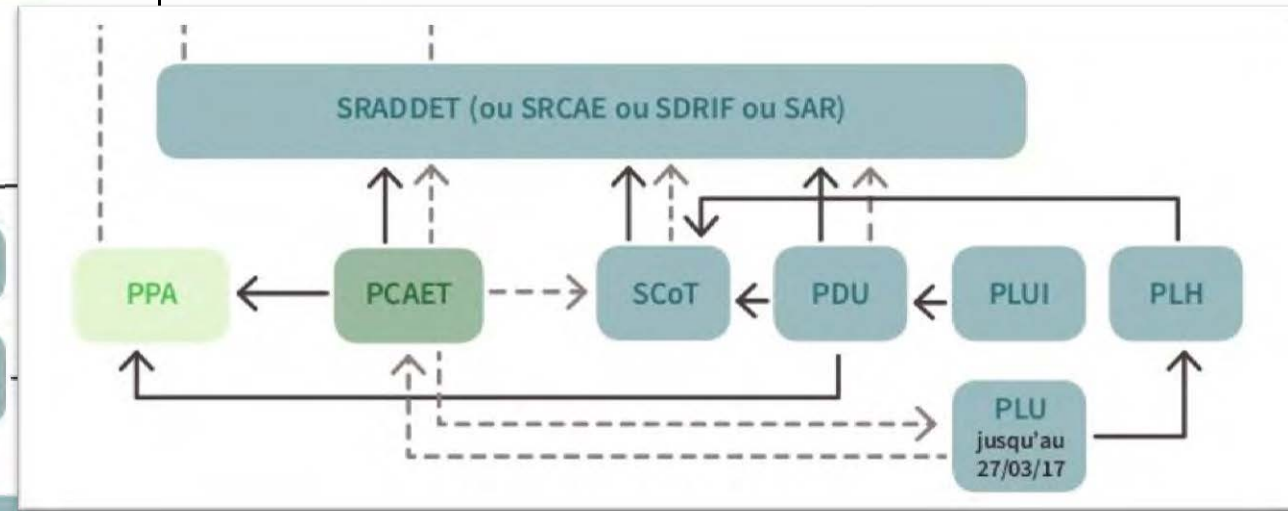 SRADDET (ou SRCAE ou SDRIF ou SAR)
PPA
PCAET
SCoT
PDU
PLUI
PLH
PLU
jusqu'au
27/03/17